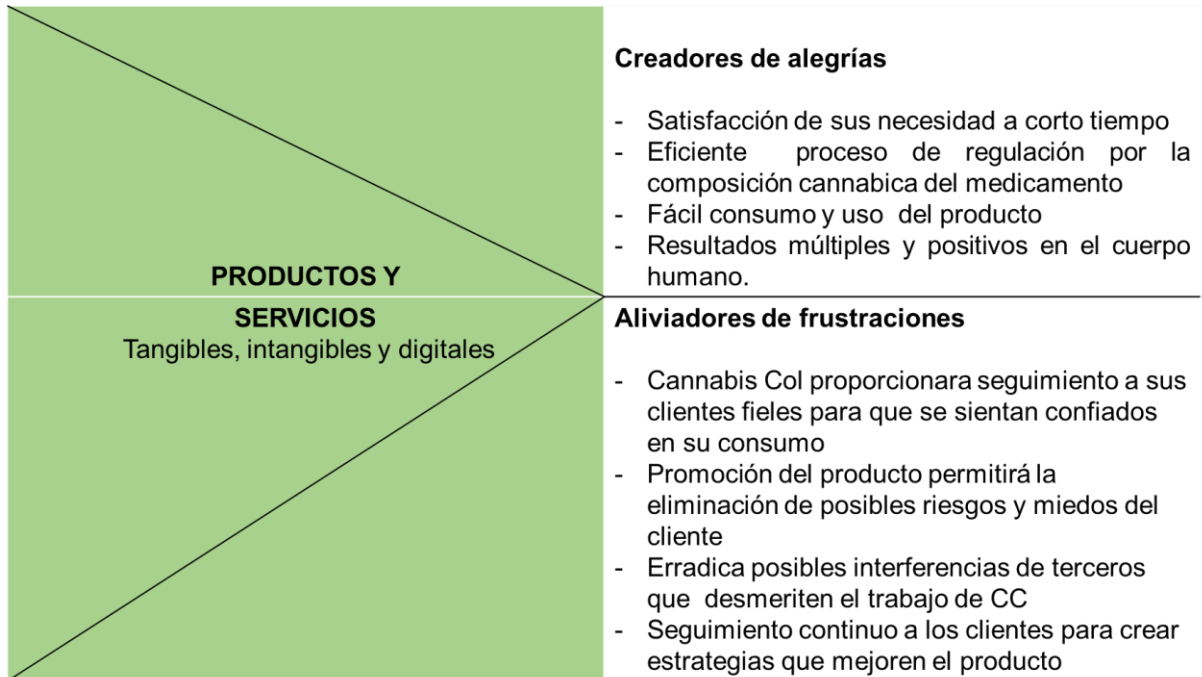 PRODUCTOS Y
SERVICIOS
Tangibles, intangibles y digitales
Creadores de alegrías
- Satisfacción de sus necesidad a corto tiempo
- Eficiente proceso de regulación por la
composición cannabica del medicamento
- Fácil consumo y uso del producto
- Resultados múltiples y positivos en el cuerpo
humano.
Aliviadores de frustraciones
- Cannabis Col proporcionara seguimiento a sus
clientes fieles para que se sientan confiados
en su consumo
- Promoción del producto permitirá la
eliminación de posibles riesgos y miedos del
cliente
- Erradica posibles interferencias de terceros
que desmeriten el trabajo de CC
- Seguimiento continuo a los clientes para crear
estrategias que mejoren el producto